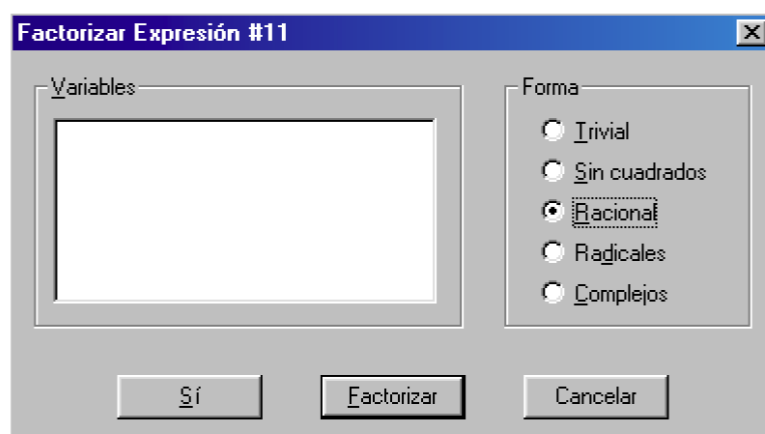 Factorizar Expresión #11
Variables
Forma
Trivial
Sin cuadrados
Racional
Radicales
Complejos
Sí
Factorizar
Cancelar